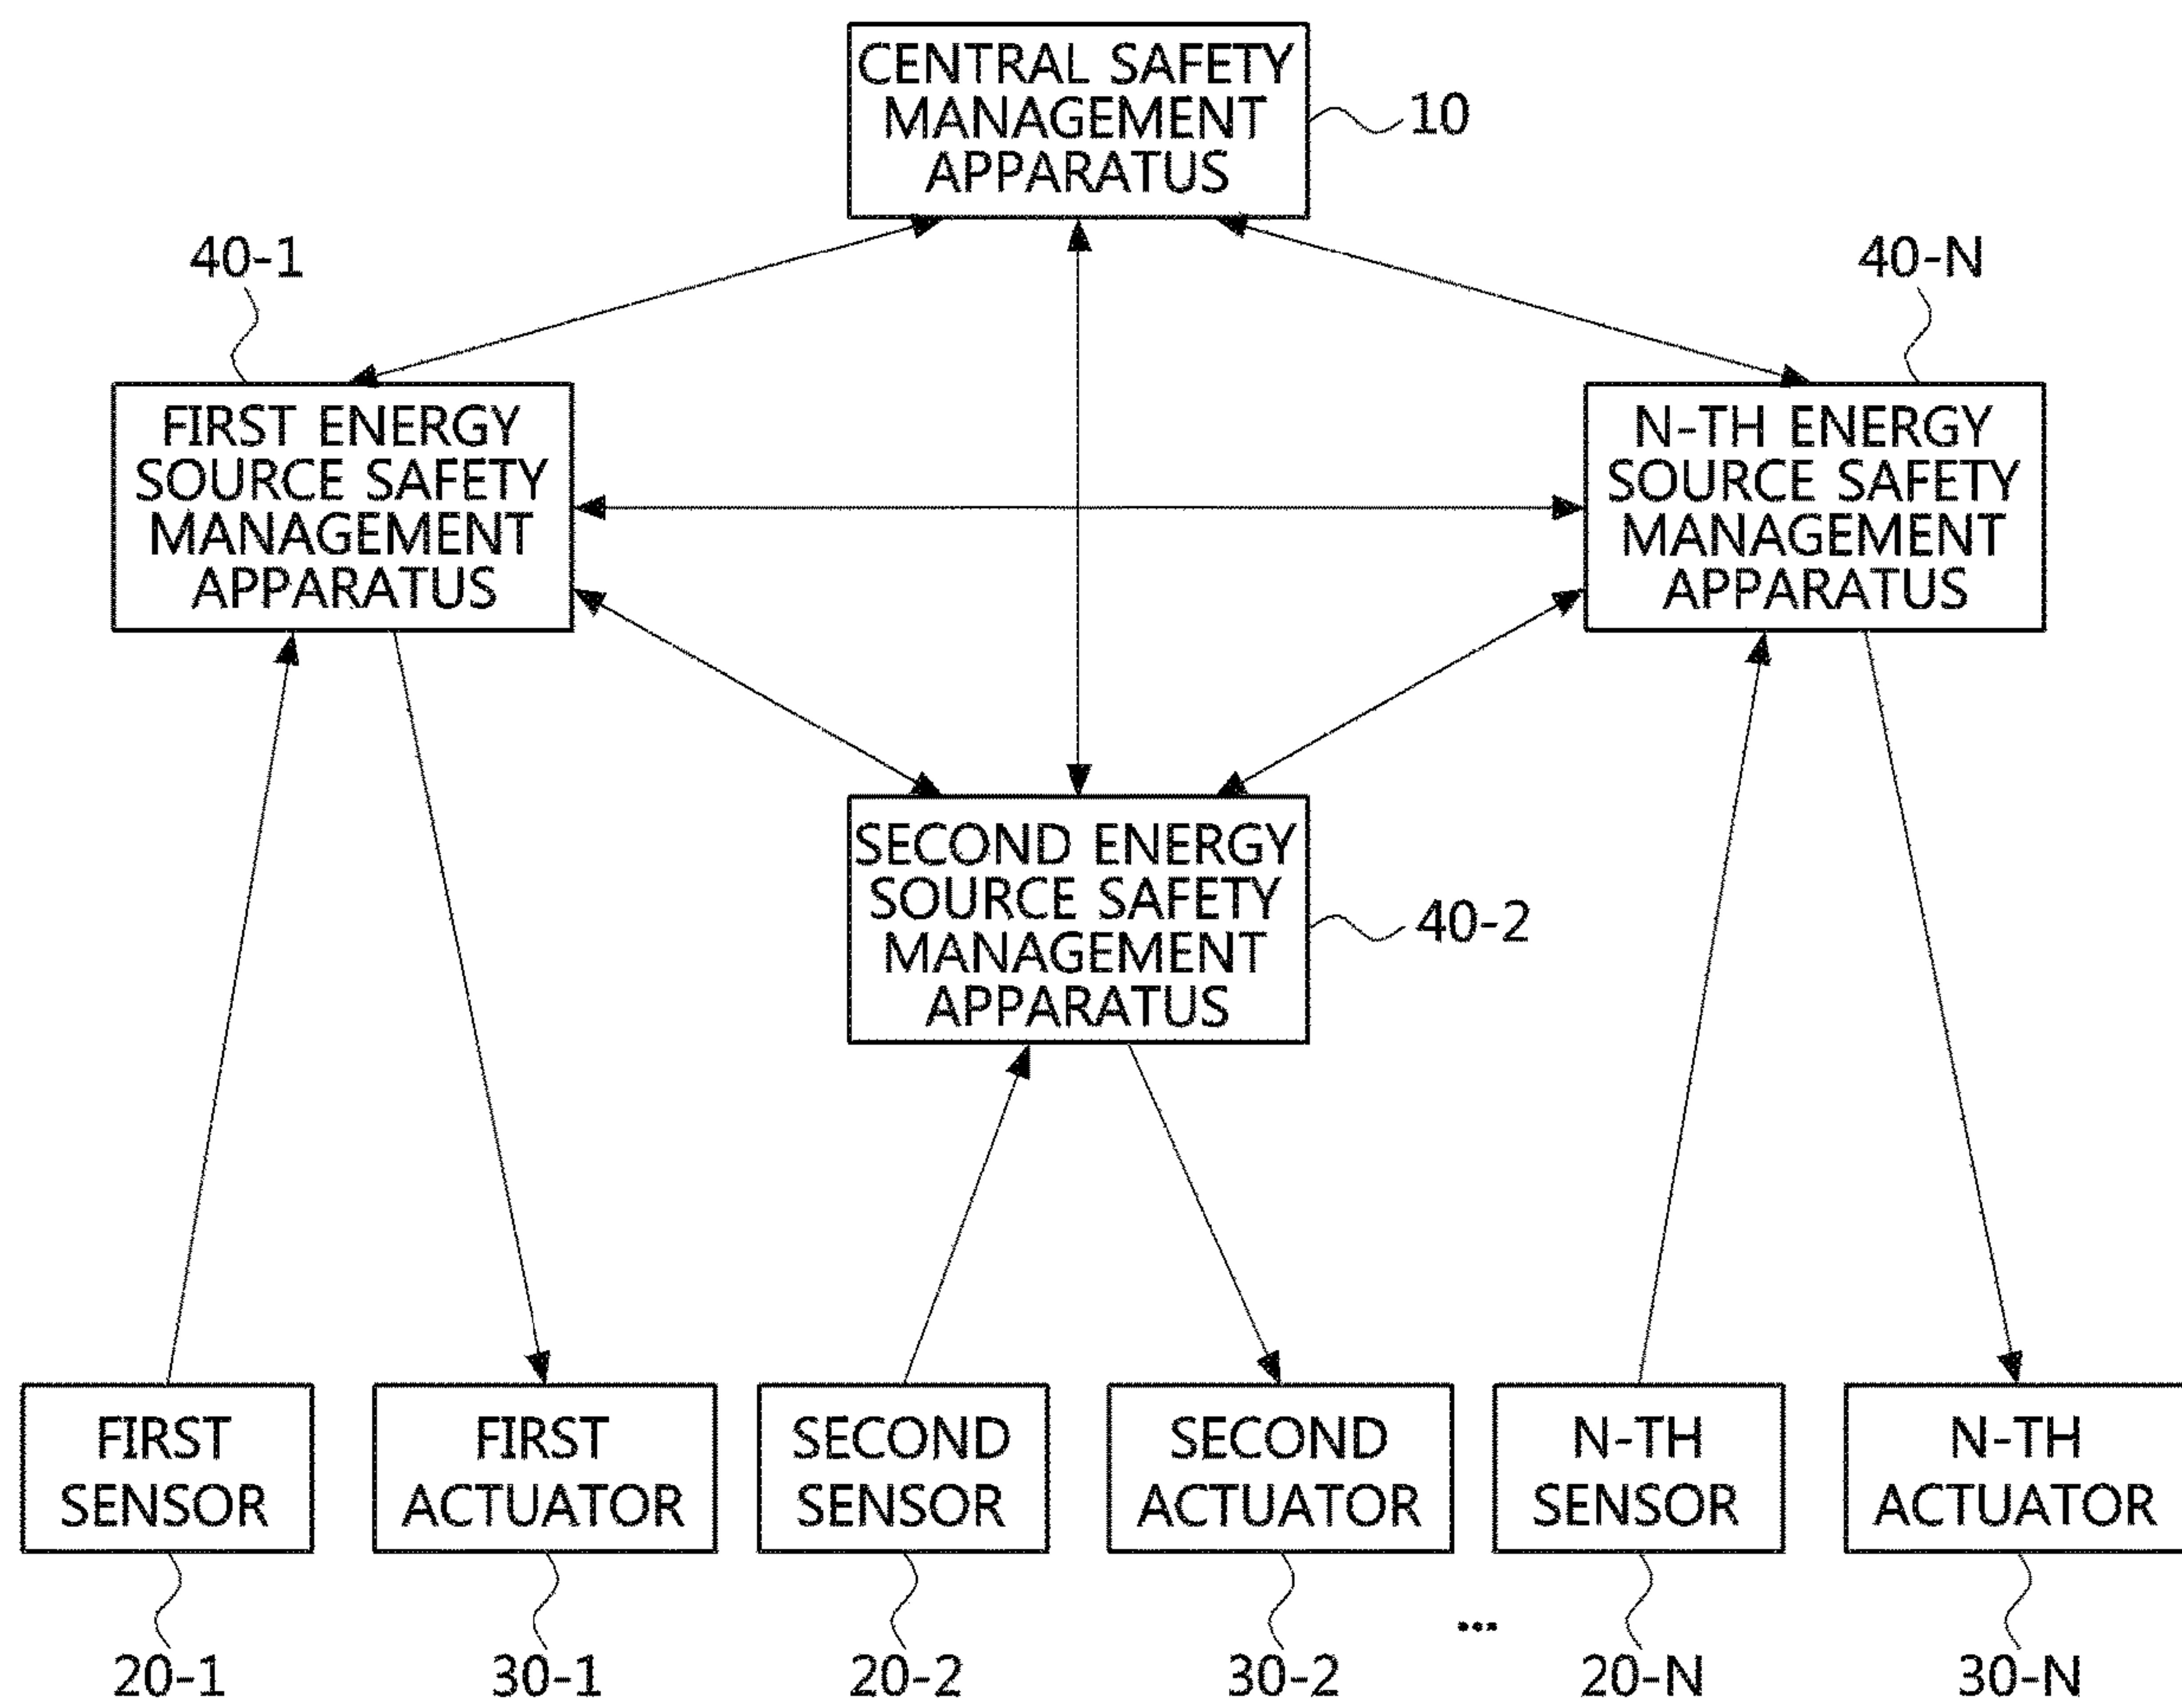 CENTRAL SAFETY
MANAGEMENT
APPARATUS
10
40-1
40-N
FIRST ENERGY
SOURCE SAFETY
MANAGEMENT
APPARATUS
N-TH ENERGY
SOURCE SAFETY
MANAGEMENT
APPARATUS
SECOND ENERGY
SOURCE SAFETY
MANAGEMENT
APPARATUS
40-2
FIRST
SENSOR
FIRST
ACTUATOR
SECOND
SENSOR
SECOND
ACTUATOR
N-TH
SENSOR
N-TH
ACTUATOR
...
20-1
30-1
20-2
30-2
20-N
30-N